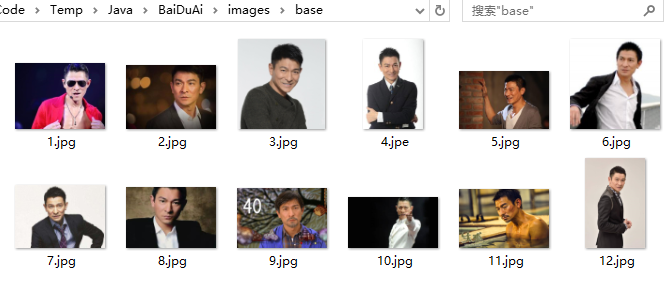 Code > Temp > Java > BaiDuAi > images > base
搜索"base"
1.jpg 2.jpg 3.jpg 4.jpe 5.jpg 6.jpg
40
7.jpg 8.jpg 9.jpg 10.jpg 11.jpg 12.jpg